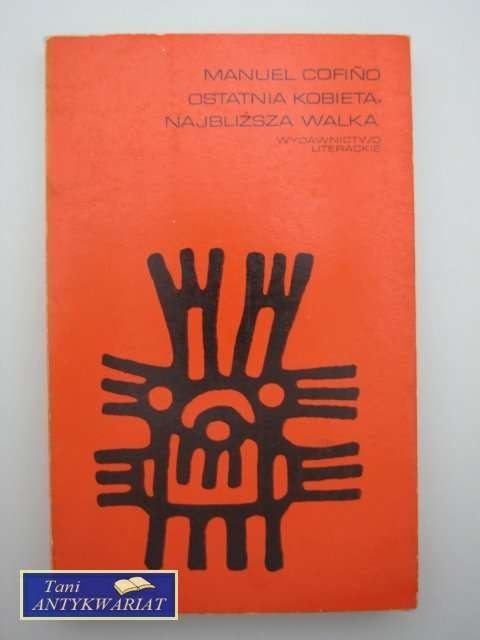 MANUEL COFIÑO
OSTATNIA KOBIETA,
NAJBLIŻSZA WALKA
WYDAWNICTWO
LITERACKIE
Tani
ANTYKWARIAT